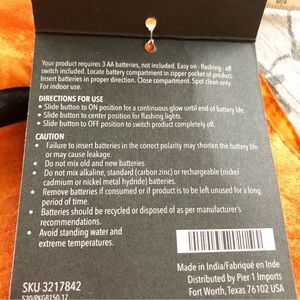 Your product requires 3 AA batteries, not included. Easy on - flashing - off
switch included. Locate battery compartment in zipper pocket of product.
Insert batteries in proper direction. Close compartment. Spot clean only.
For indoor use.
DIRECTIONS FOR USE
• Slide button to ON position for a continuous glow until end of battery life.
• Slide button to center position for flashing lights.
• Slide button to OFF position to switch product completely off.
CAUTION
• Failure to insert batteries in the correct polarity may shorten the battery life
or may cause leakage.
• Do not mix old and new batteries.
• Do not mix alkaline, standard (carbon zinc) or rechargeable (nickel
cadmium or nickel metal hydride) batteries.
• Remove batteries if consumed or if product is to be left unused for a long
period of time.
• Batteries should be recycled or disposed of as per manufacturer's
recommendations.
• Avoid standing water and
extreme temperatures.
SKU 3217842
520/PKG8150.17
Made in India/Fabriqué en Inde
Distributed by Pier 1 Imports
Fort Worth, Texas 76102 USA